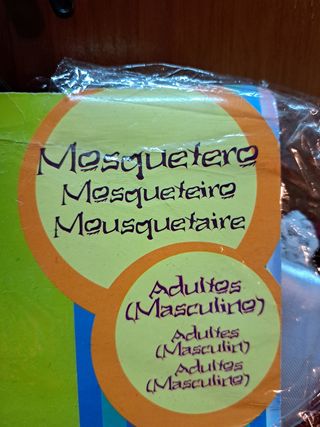 Mosquetero
Mosqueteiro
Mousquetaire
Adultos
(Masculino)
Adultes
(Masculin)
Adultos
(Masculino)